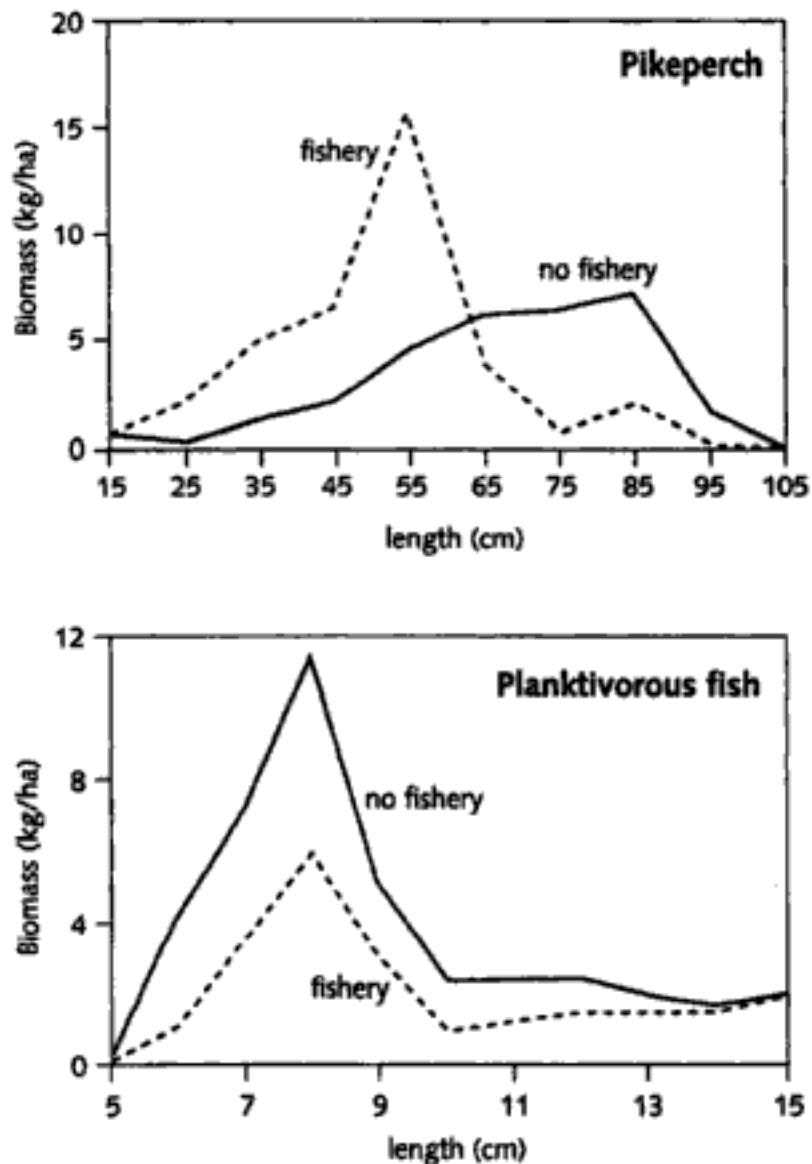 20
Pikeperch
15
fishery
Biomass (kg/ha)
10
no fishery
5
0
15 25 35 45 55 65 75 85 95 105
length (cm)
12
Planktivorous fish
8
no fishery
Biomass (kg/ha)
4
fishery
0
5 7 9 11 13 15
length (cm)